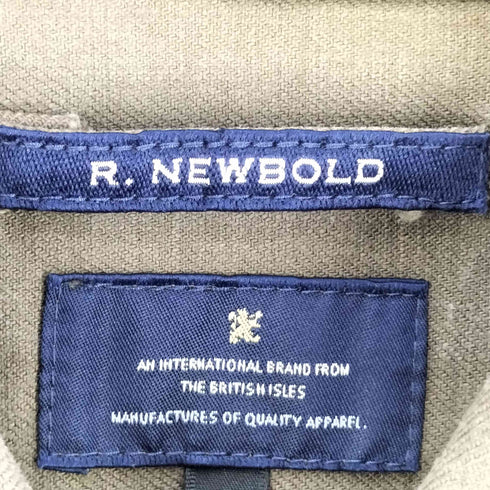 R. NEWBOLD
AN INTERNATIONAL BRAND FROM
THE BRITISH ISLES
MANUFACTURES OF QUALITY APPAREL.